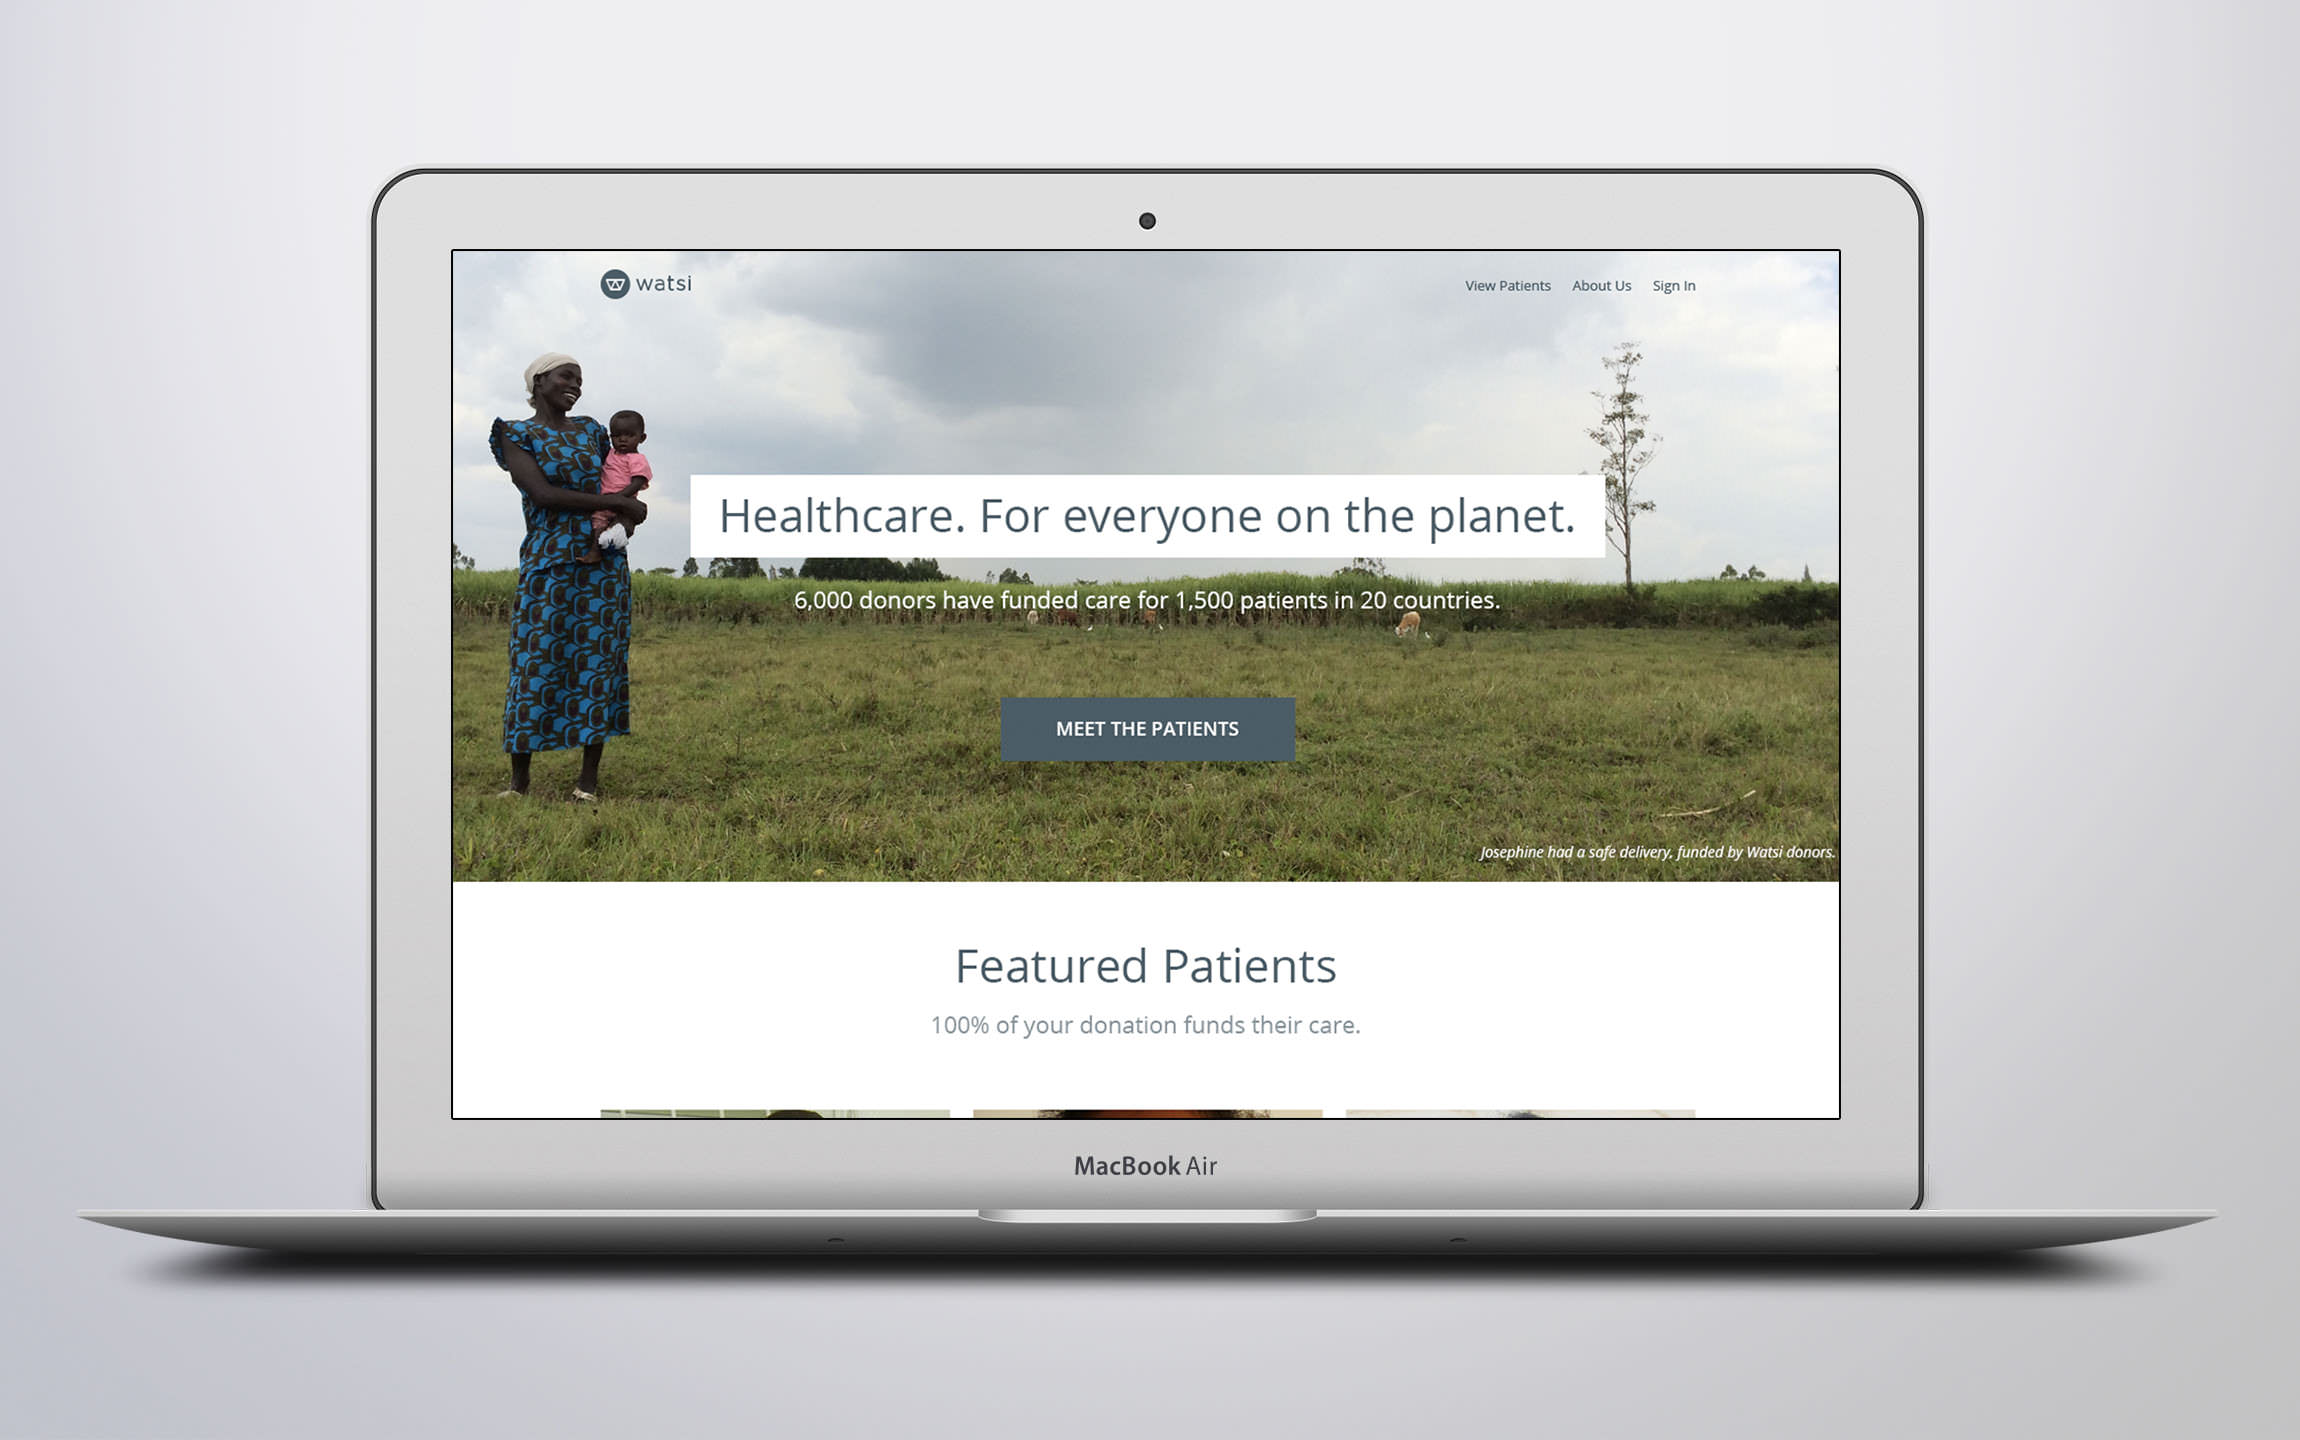 watsi
View Patients About Us Sign In
Healthcare. For everyone on the planet.
6,000 donors have funded care for 1,500 patients in 20 countries.
MEET THE PATIENTS
Josephine had a safe delivery, funded by Watsi donors.
Featured Patients
100% of your donation funds their care.
MacBook Air